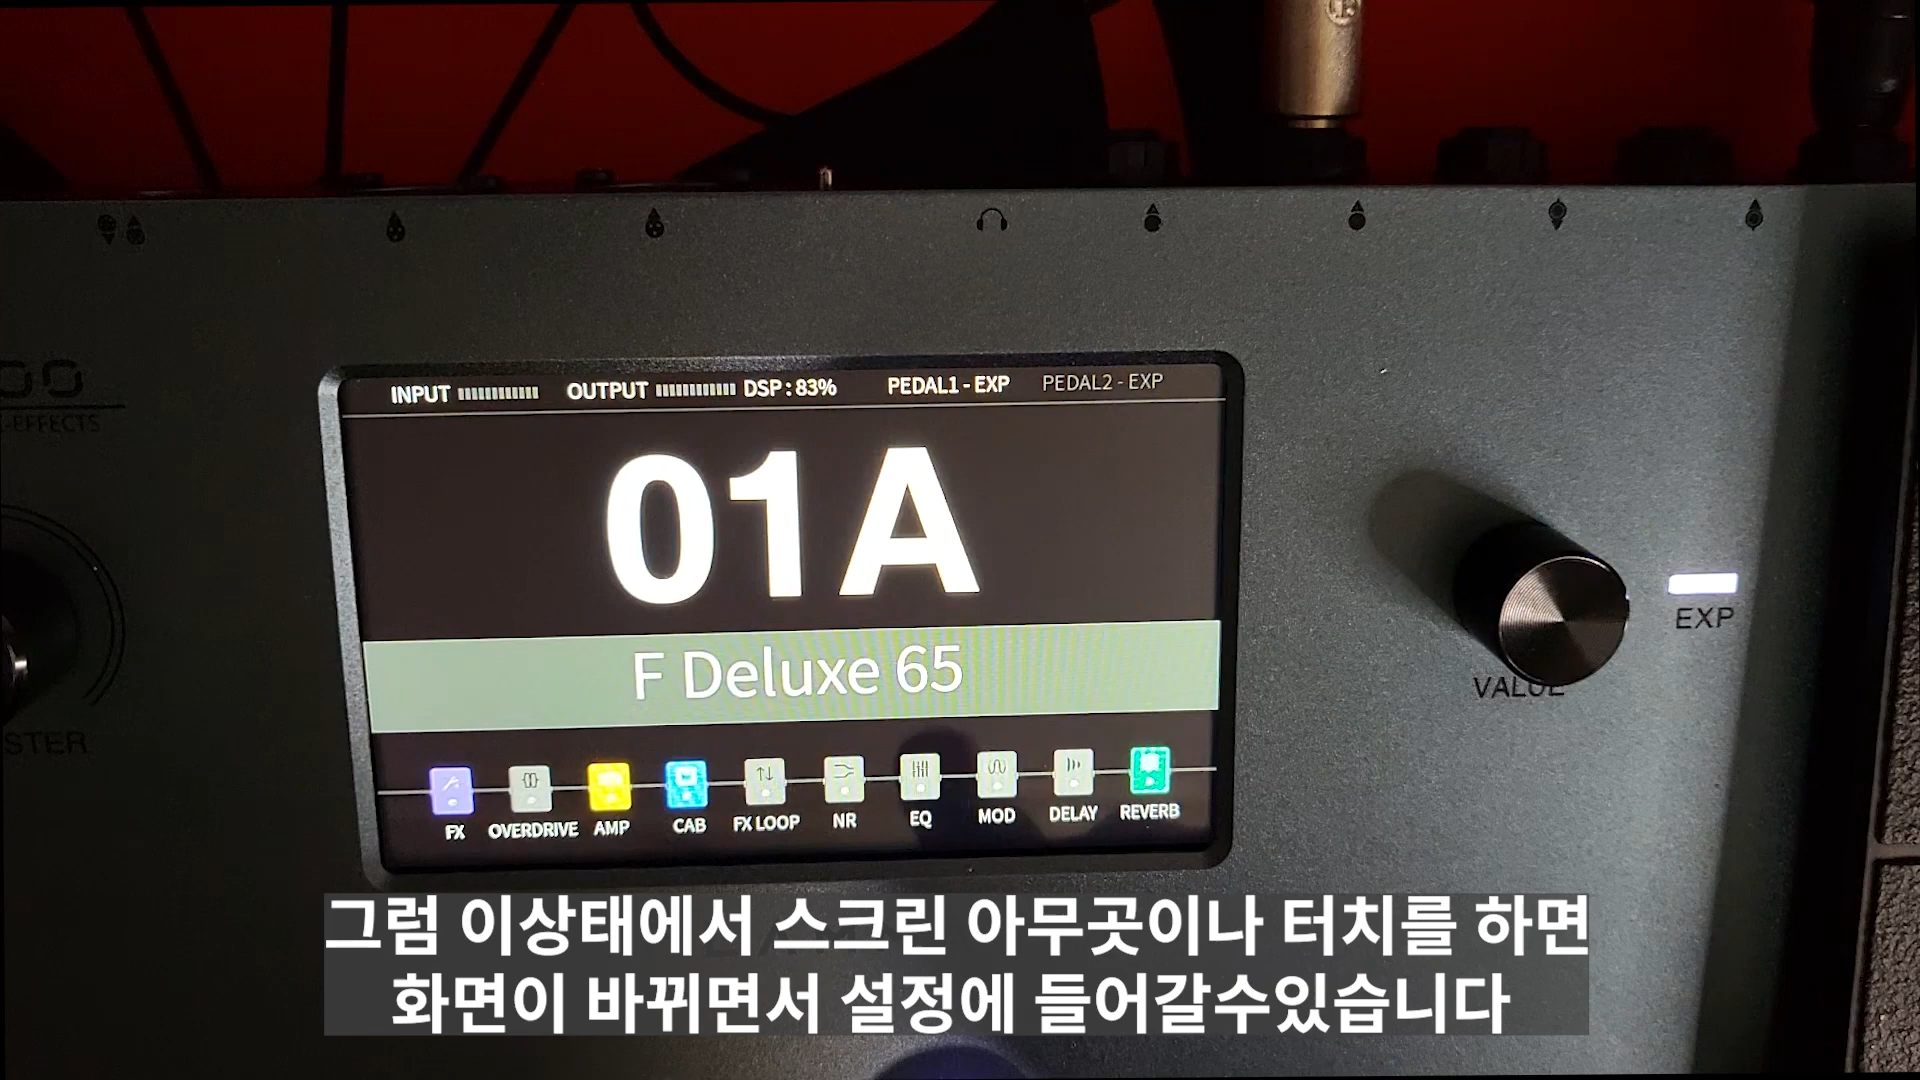 INPUT OUTPUT DSP : 83% PEDAL1 - EXP PEDAL2 - EXP
01A
F Deluxe 65
FX OVERDRIVE AMP CAB FX LOOP NR EQ MOD DELAY REVERB
EXP
VALUE
그럼 이상태에서 스크린 아무곳이나 터치를 하면
화면이 바뀌면서 설정에 들어갈수있습니다